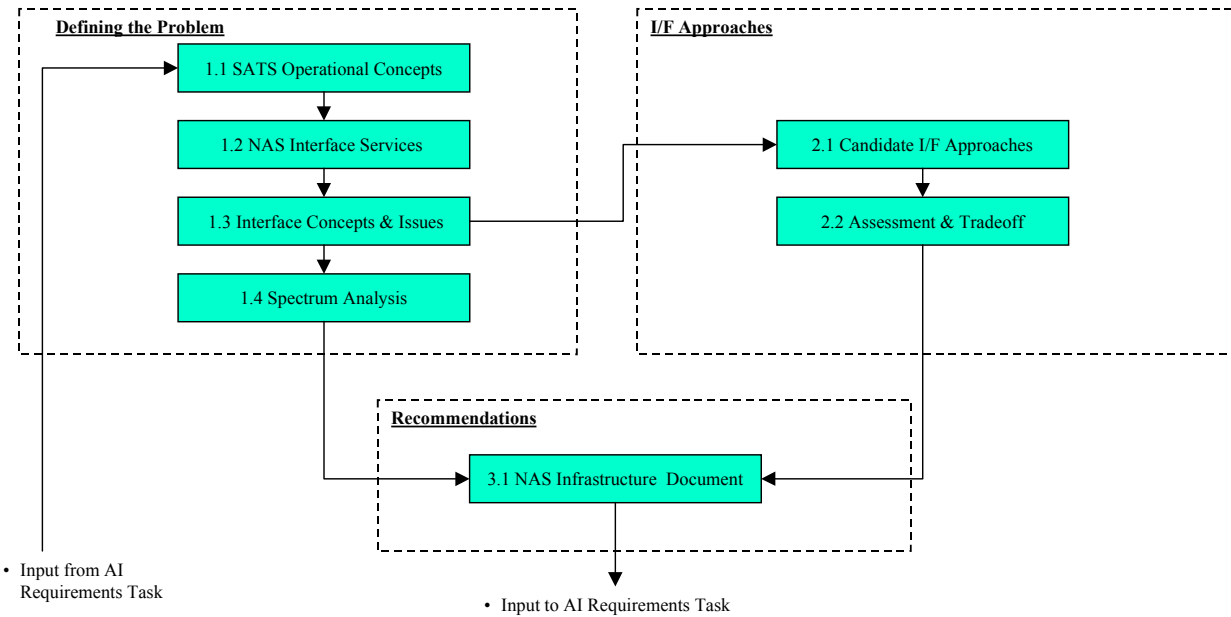 Defining the Problem
1.1 SATS Operational Concepts
1.2 NAS Interface Services
1.3 Interface Concepts & Issues
1.4 Spectrum Analysis
I/F Approaches
2.1 Candidate I/F Approaches
2.2 Assessment & Tradeoff
Recommendations
3.1 NAS Infrastructure Document
• Input from AI
Requirements Task
• Input to AI Requirements Task